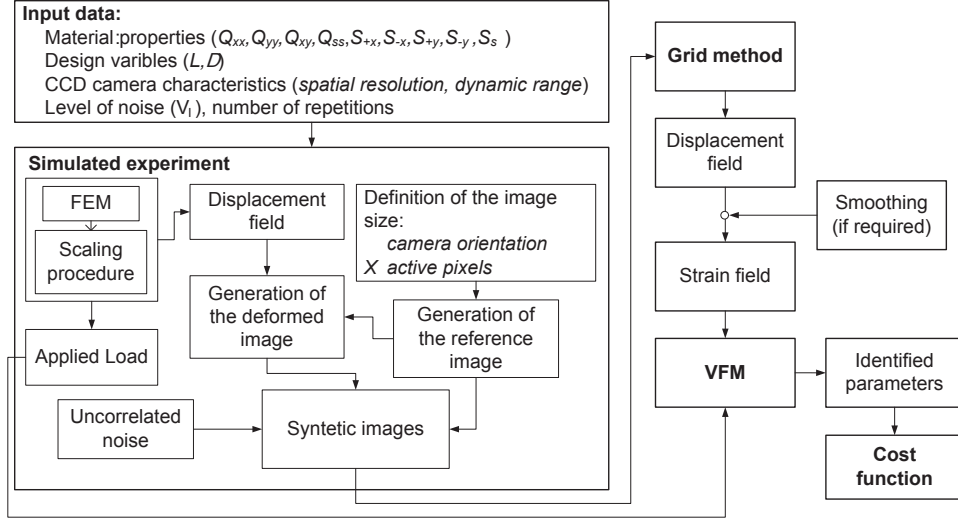 Input data:
Material:properties (Qxx,Qyy,Qxy,Qss,S+x,S-x,S+y,S-y,Ss )
Design varibles (L,D)
CCD camera characteristics (spatial resolution, dynamic range)
Level of noise (VI), number of repetitions
Simulated experiment
FEM
Scaling
procedure
Applied Load
Displacement
field
Generation of
the deformed
image
Definition of the image
size:
camera orientation
X active pixels
Generation of
the reference
image
Uncorrelated
noise
Syntetic images
Grid method
Displacement
field
Smoothing
(if required)
Strain field
VFM
Identified
parameters
Cost
function